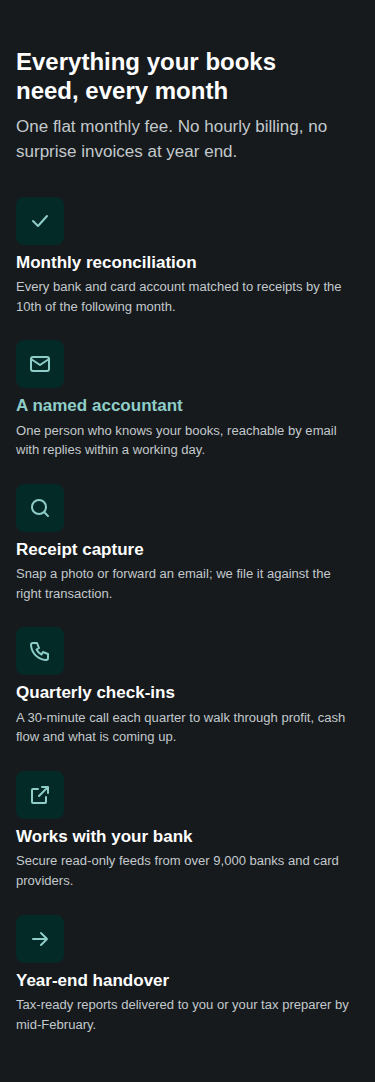 Everything your books
need, every month
One flat monthly fee. No hourly billing, no
surprise invoices at year end.
Monthly reconciliation
Every bank and card account matched to receipts by the
10th of the following month.
A named accountant
One person who knows your books, reachable by email
with replies within a working day.
Receipt capture
Snap a photo or forward an email; we file it against the
right transaction.
Quarterly check-ins
A 30-minute call each quarter to walk through profit, cash
flow and what is coming up.
Works with your bank
Secure read-only feeds from over 9,000 banks and card
providers.
Year-end handover
Tax-ready reports delivered to you or your tax preparer by
mid-February.